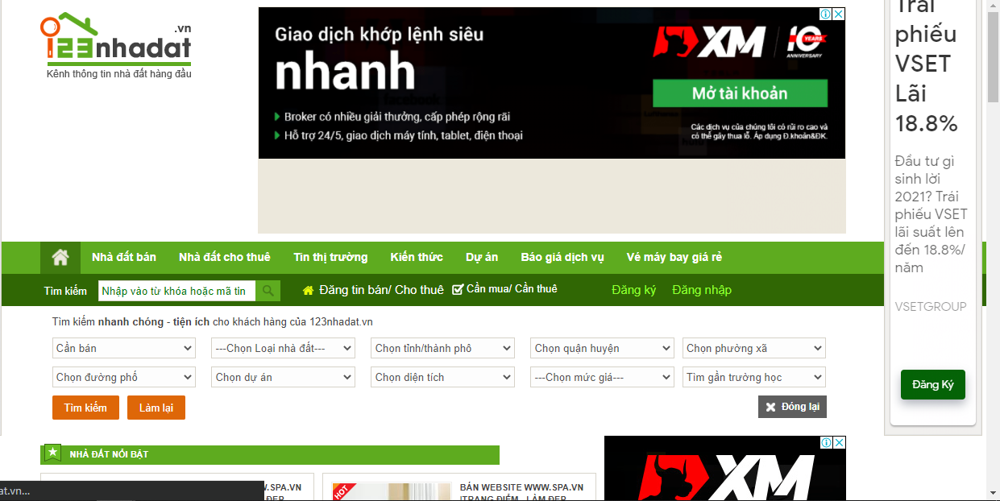 123nhadat.vn
Kênh thông tin nhà đất hàng đầu
Giao dịch khớp lệnh siêu
nhanh
Broker có nhiều giải thưởng, cấp phép rộng rãi
Hỗ trợ 24/5, giao dịch máy tính, tablet, điện thoại
XM
10 YEARS
ANNIVERSARY
Mở tài khoản
Các dịch vụ của chúng tôi có rủi ro cao và
có thể gây thua lỗ. Áp dụng Đ.khoản&ĐK.
Trái
phiếu
VSET
Lãi
18.8%
Đầu tư gì
sinh lời
2021? Trái
phiếu VSET
lãi suất lên
đến 18.8%/
năm
VSETGROUP
Đăng Ký
Nhà đất bán Nhà đất cho thuê Tin thị trường Kiến thức Dự án Báo giá dịch vụ Vé máy bay giá rẻ
Tìm kiếm Nhập vào từ khóa hoặc mã tin Đăng tin bán/ Cho thuê Cần mua/ Cần thuê Đăng ký Đăng nhập
Tìm kiếm nhanh chóng - tiện ích cho khách hàng của 123nhadat.vn
Cần bán ---Chọn Loại nhà đất--- Chọn tỉnh/thành phố Chọn quận huyện Chọn phường xã
Chọn đường phố Chọn dự án Chọn diện tích ---Chọn mức giá--- Tìm gần trường học
Tìm kiếm Làm lại Đóng lại
NHÀ ĐẤT NỔI BẬT
at.vn...
W.SPA.VN
ĐẸP
HOT
BÁN WEBSITE WWW.SPA.VN
(TRANG ĐIỂM - LÀM ĐẸP
XM